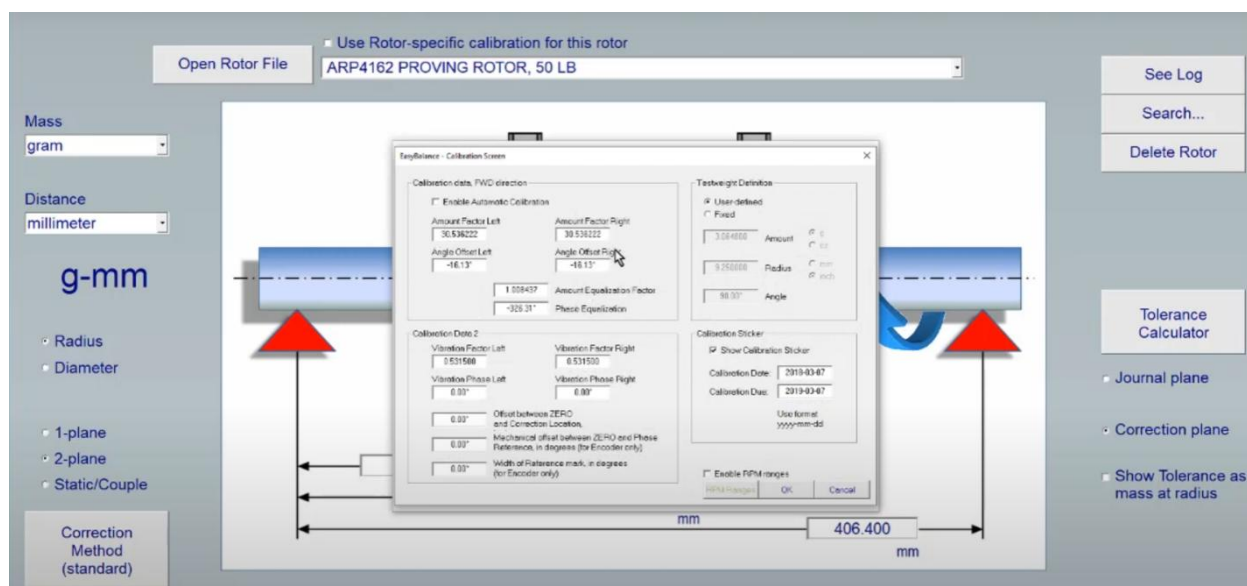 Use Rotor-specific calibration for this rotor
Open Rotor File
ARP4162 PROVING ROTOR, 50 LB
See Log
Search...
Delete Rotor
Mass
gram
Distance
millimeter
g-mm
Radius
Diameter
1-plane
2-plane
Static/Couple
Correction
Method
(standard)
EasyBalance - Calibration Screen
Calibration data, FWD direction
Enable Automatic Calibration
Amount Factor Left
Amount Factor Right
30.536222
30.536222
Angle Offset Left
Angle Offset Right
-16.13°
-16.13°
1.008437
Amount Equalization Factor
-326.31°
Phase Equalization
Calibration Data 2
Vibration Factor Left
Vibration Factor Right
0.531500
0.531500
Vibration Phase Left
Vibration Phase Right
0.00°
0.00°
0.00°
Offset between ZERO
and Correction Location,
0.00°
Mechanical offset between ZERO and Phase
Reference, in degrees (for Encoder only)
0.00°
Width of Reference mark, in degrees
(for Encoder only)
Testweight Definition
User-defined
Fixed
Amount
Radius
mm
inch
Angle
Calibration Sticker
Show Calibration Sticker
Calibration Date:
2018-03-07
Calibration Due:
2019-03-07
Use format
yyyy-mm-dd
Enable RPM ranges
RPM Ranges
OK
Cancel
mm
406.400
mm
Tolerance
Calculator
Journal plane
Correction plane
Show Tolerance as
mass at radius